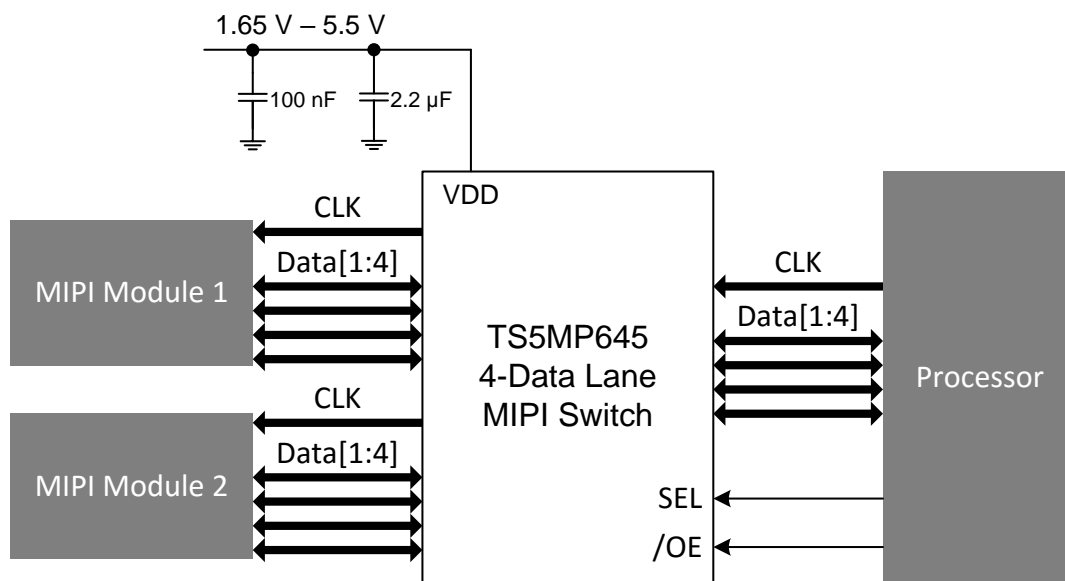 1.65 V – 5.5 V
100 nF
2.2 µF
VDD
CLK
Data[1:4]
MIPI Module 1
CLK
Data[1:4]
MIPI Module 2
TS5MP645
4-Data Lane
MIPI Switch
CLK
Data[1:4]
SEL
/OE
Processor